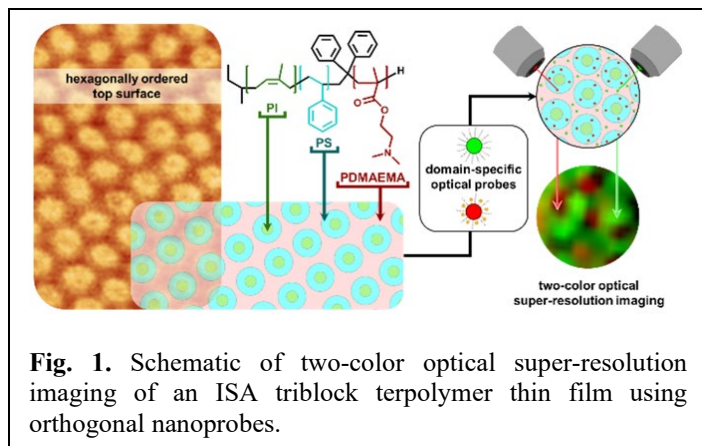 hexagonally ordered
top surface
H
O
O
N
PI
PS
PDMAEMA
domain-specific
optical probes
two-color optical
super-resolution imaging
Fig. 1. Schematic of two-color optical super-resolution
imaging of an ISA triblock terpolymer thin film using
orthogonal nanoprobes.